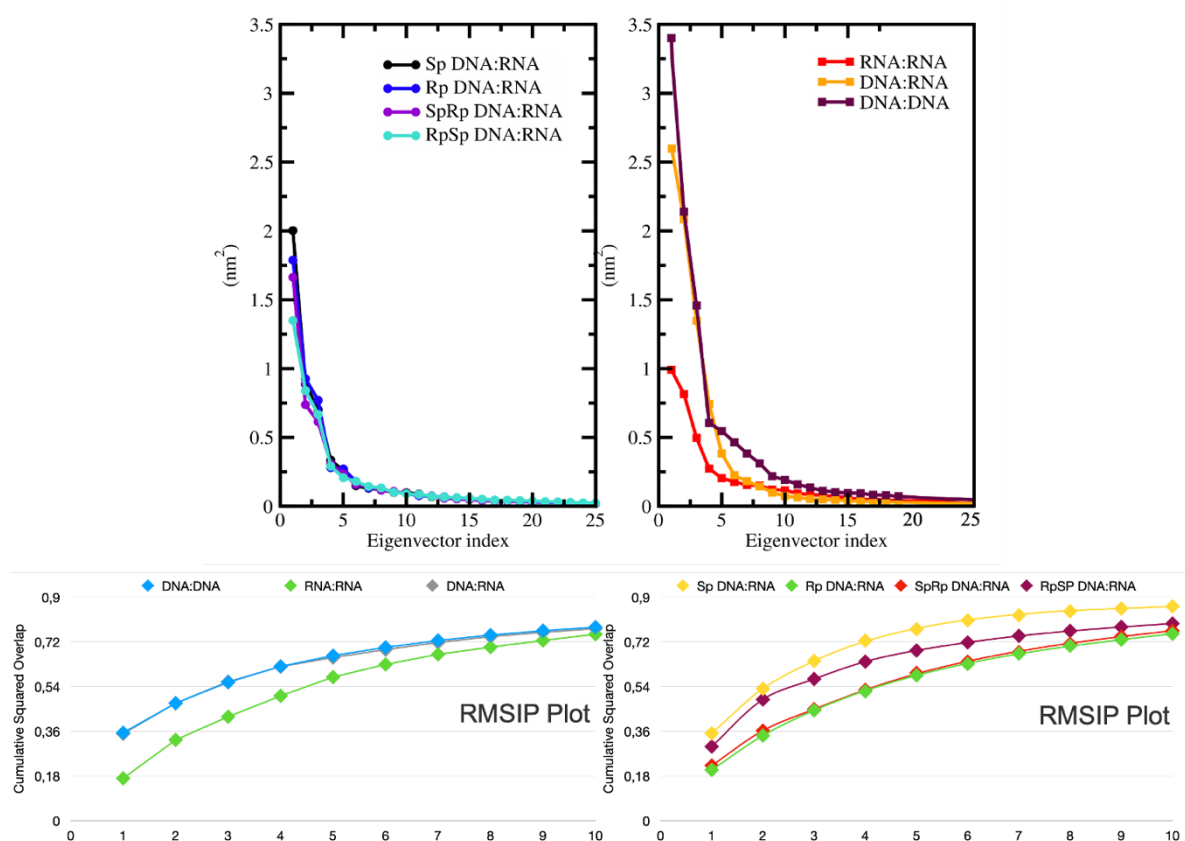 3.5
3
2.5
2
1.5
1
0.5
0
(nm²)
Sp DNA:RNA
Rp DNA:RNA
SpRp DNA:RNA
RpSp DNA:RNA
0 5 10 15 20 25
Eigenvector index
3.5
3
2.5
2
1.5
1
0.5
0
(nm²)
RNA:RNA
DNA:RNA
DNA:DNA
0 5 10 15 20 25
Eigenvector index
DNA:DNA RNA:RNA DNA:RNA
Cumulative Squared Overlap
0,9
0,72
0,54
0,36
0,18
0
RMSIP Plot
0 1 2 3 4 5 6 7 8 9 10
Sp DNA:RNA Rp DNA:RNA SpRp DNA:RNA RpSP DNA:RNA
Cumulative Squared Overlap
0,9
0,72
0,54
0,36
0,18
0
RMSIP Plot
0 1 2 3 4 5 6 7 8 9 10